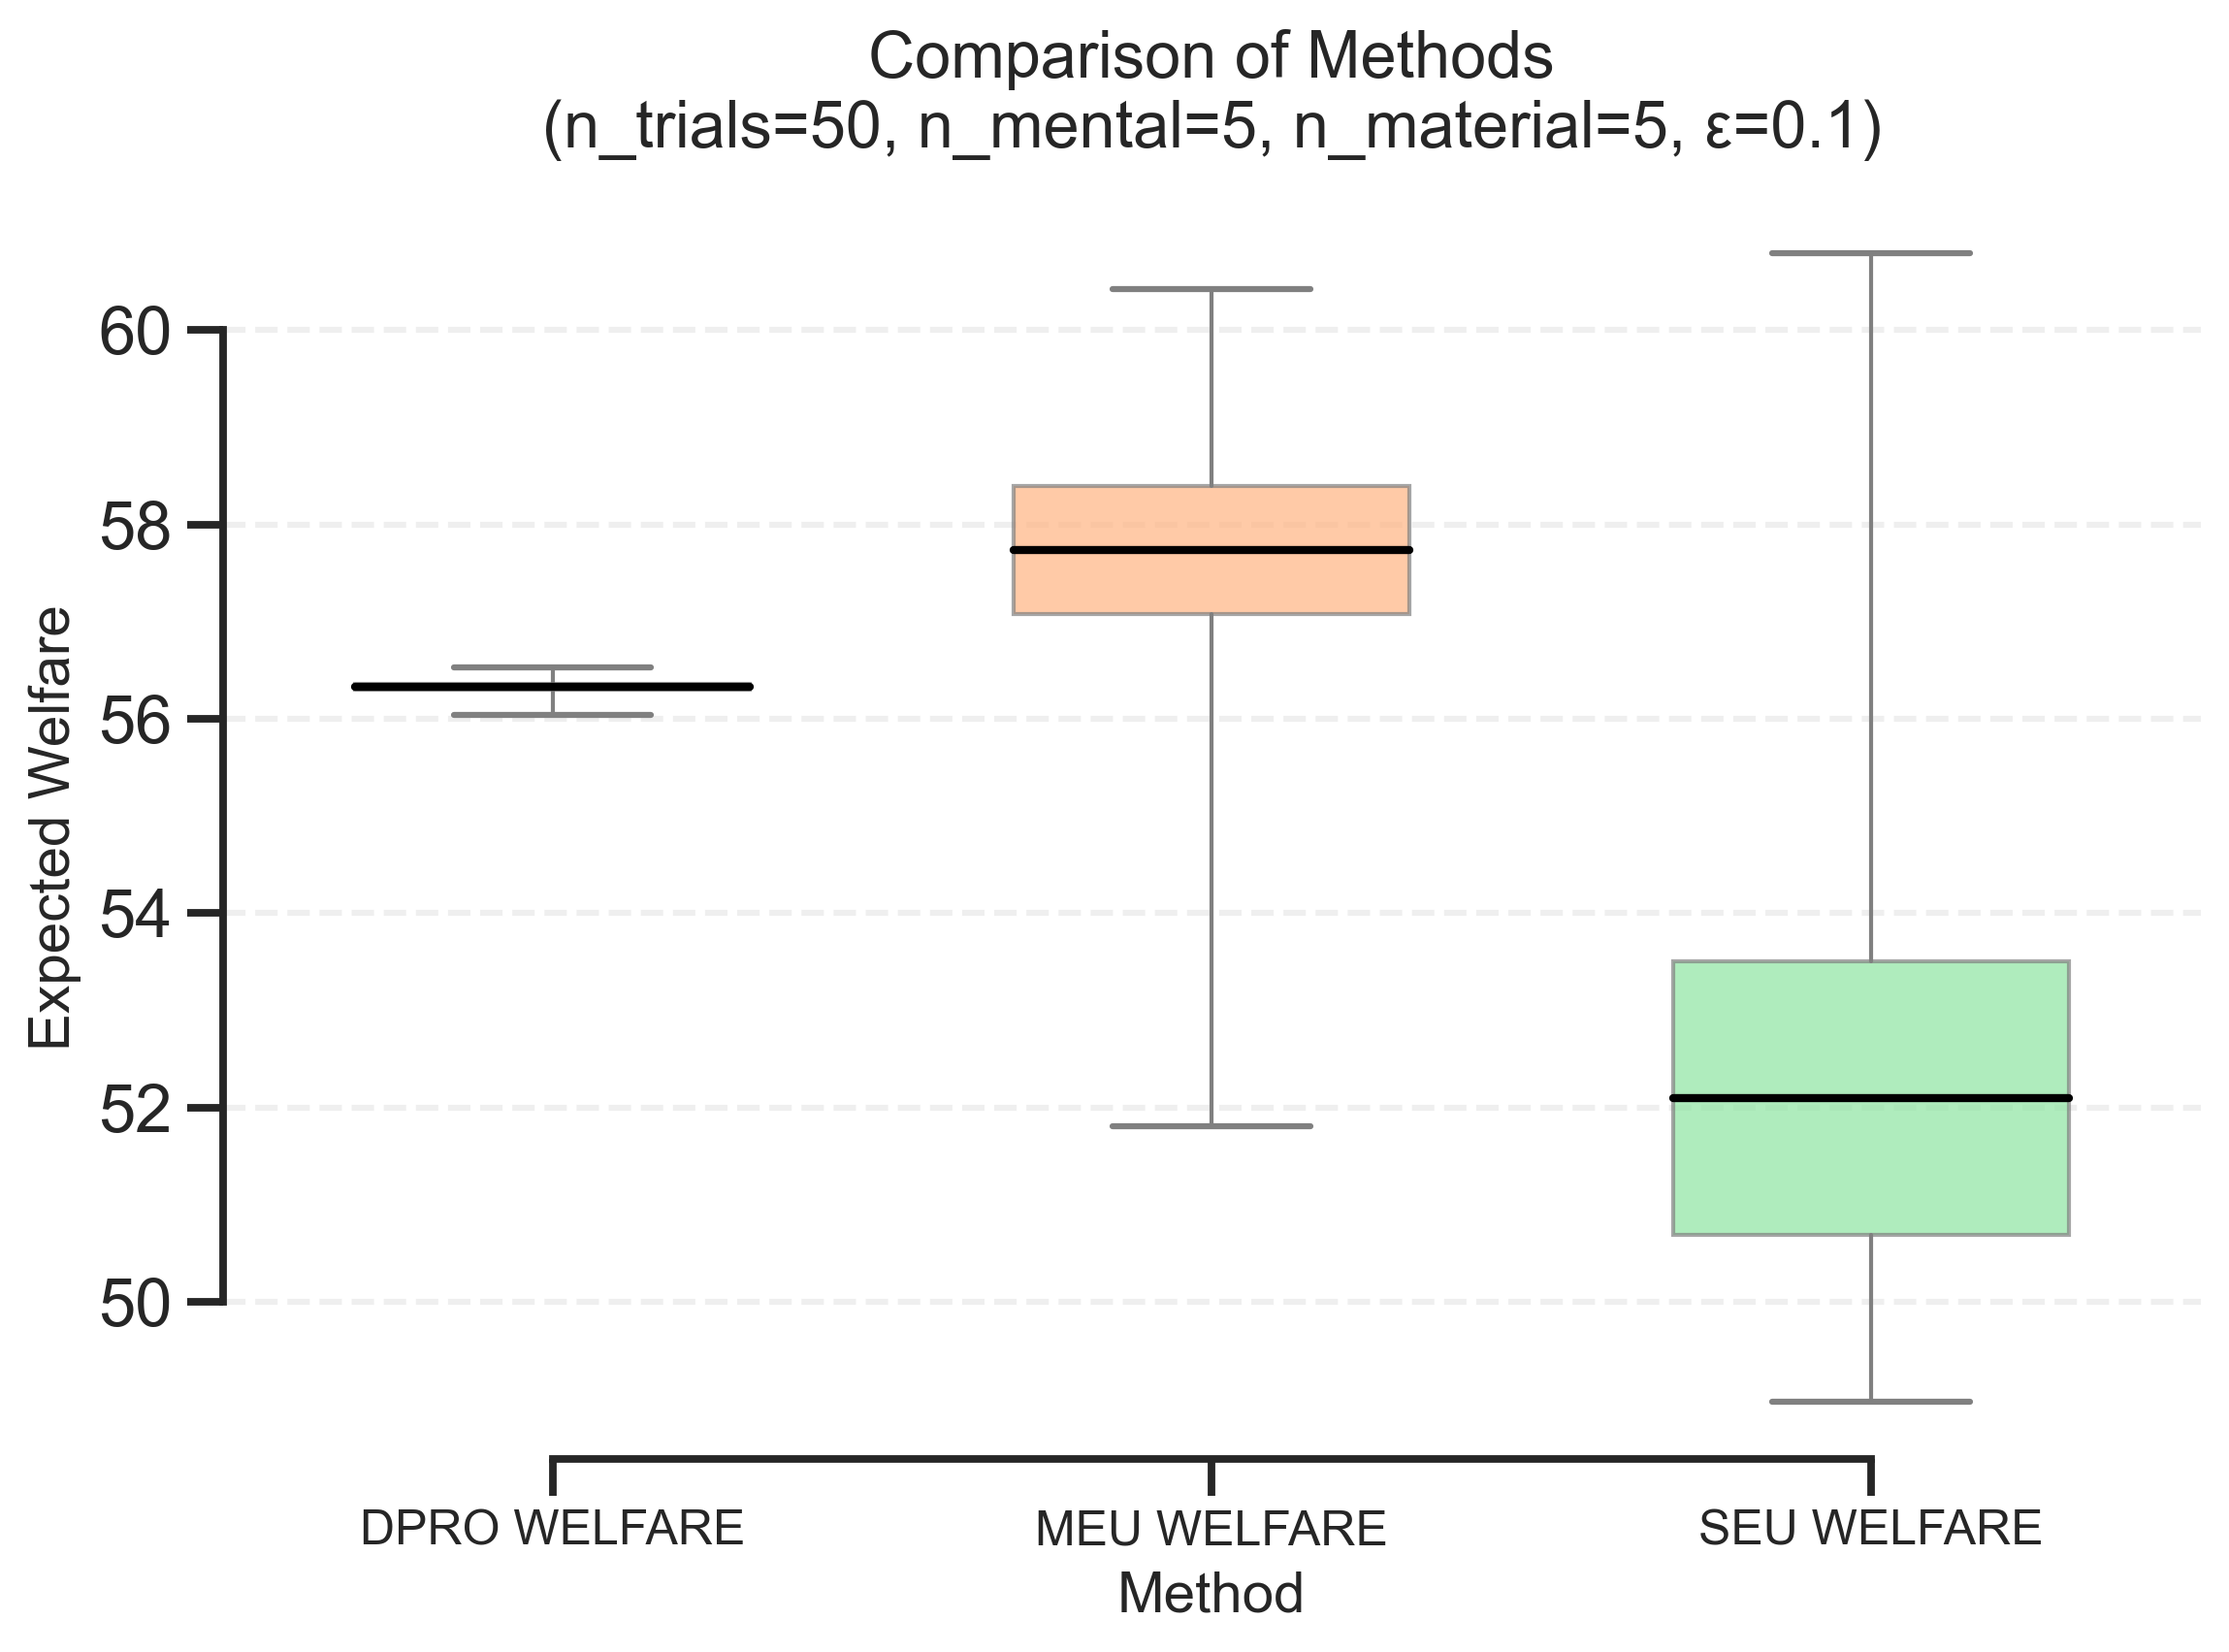 Comparison of Methods
(n_trials=50, n_mental=5, n_material=5, ε=0.1)
Expected Welfare
60
58
56
54
52
50
DPRO WELFARE
MEU WELFARE
SEU WELFARE
Method